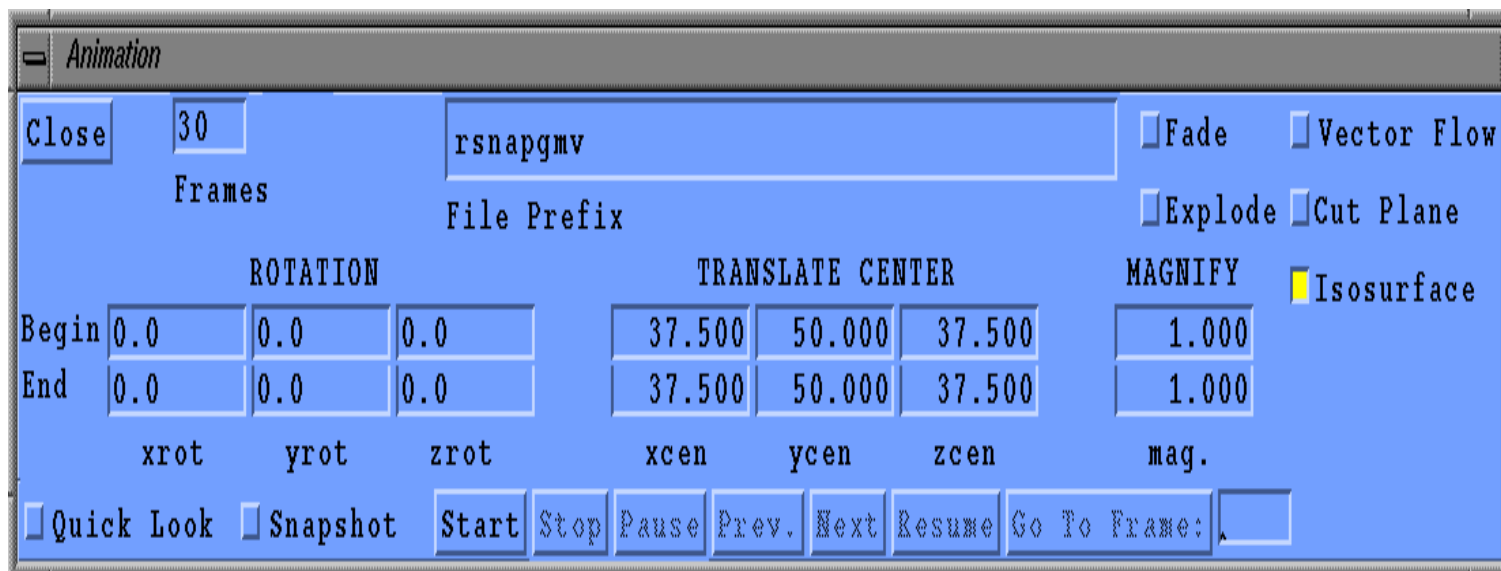 Animation
Close 30 rsnapgmv Fade Vector Flow
Frames File Prefix Explode Cut Plane
ROTATION TRANSLATE CENTER MAGNIFY Isosurface
Begin 0.0 0.0 0.0 37.500 50.000 37.500 1.000
End 0.0 0.0 0.0 37.500 50.000 37.500 1.000
xrot yrot zrot xcen ycen zcen mag.
Quick Look Snapshot Start Stop Pause Prev. Next Resume Go To Frame: